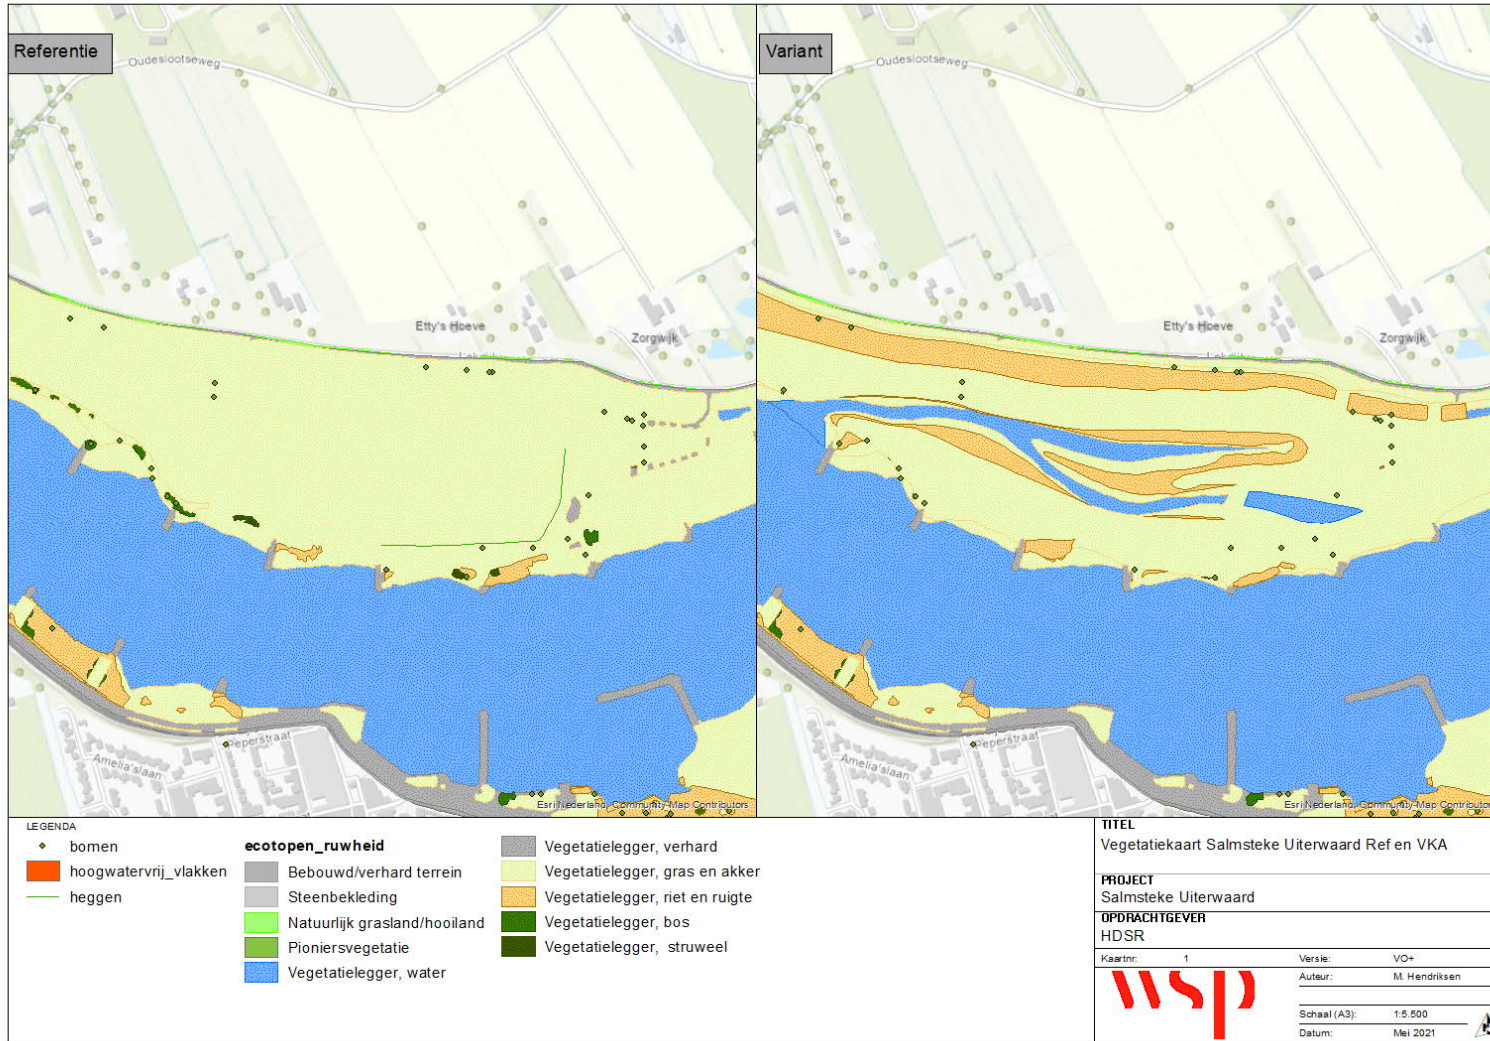 Referentie
Oudeslootseweg
Etty's Hoeve
Zorgwijk
Peperstraat
Amelia'slaan
Esri Nederland, Community Map Contributors
Variant
Oudeslootseweg
Etty's Hoeve
Zorgwijk
Peperstraat
Amelia'slaan
Esri Nederland, Community Map Contributors
LEGENDA
bomen
hoogwatervrij_vlakken
heggen
ecotopen_ruwheid
Bebouwd/verhard terrein
Steenbekleding
Natuurlijk grasland/hooiland
Pioniersvegetatie
Vegetatielegger, water
Vegetatielegger, verhard
Vegetatielegger, gras en akker
Vegetatielegger, riet en ruigte
Vegetatielegger, bos
Vegetatielegger, struweel
TITEL
Vegetatiekaart Salmsteke Uiterwaard Ref en VKA
PROJECT
Salmsteke Uiterwaard
OPDRACHTGEVER
HDSR
Kaartnr: 1
Versie: VO+
Auteur: M. Hendriksen
Schaal (A3): 1:5.500
Datum: Mei 2021
wsp